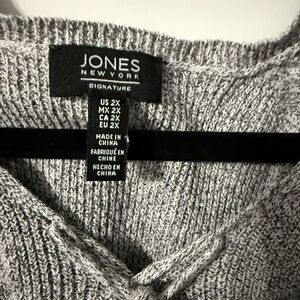 JONES
NEW YORK
SIGNATURE
US 2X
MX 2X
CA 2X
EU 2X
MADE IN
CHINA
FABRIQUÉ EN
CHINE
HECHO EN
CHINA